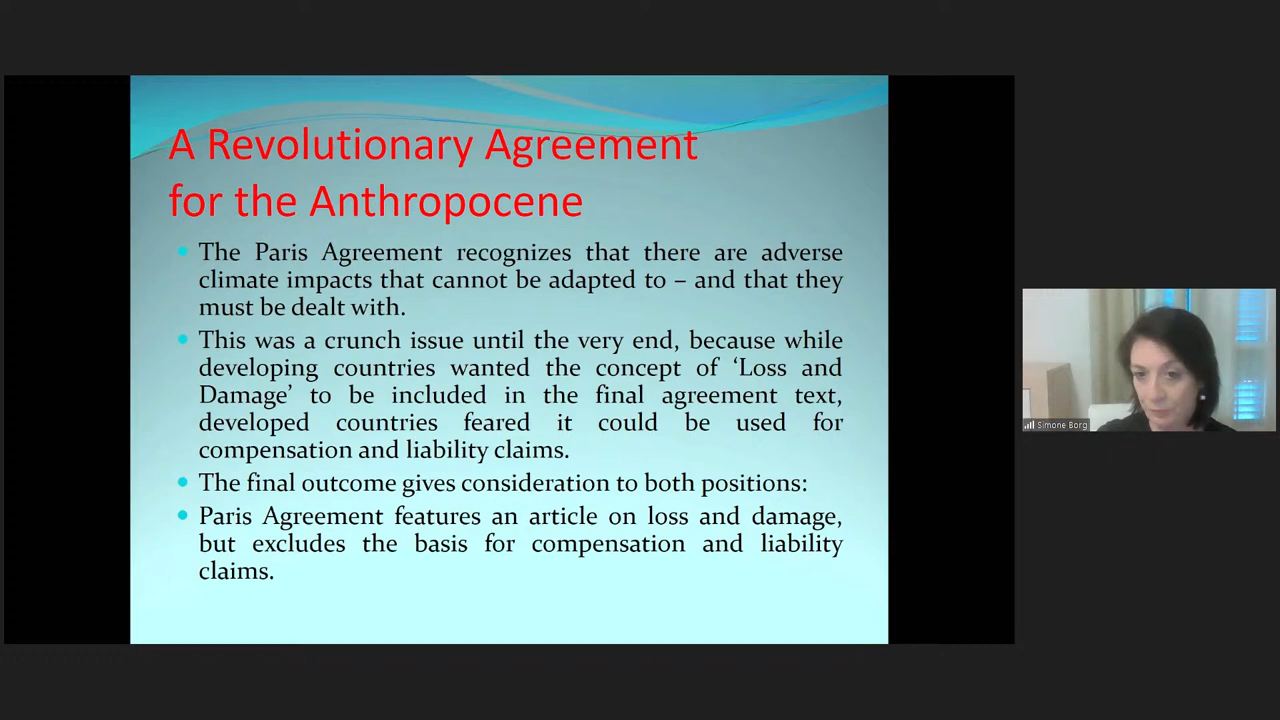 A Revolutionary Agreement
for the Anthropocene
• The Paris Agreement recognizes that there are adverse
climate impacts that cannot be adapted to – and that they
must be dealt with.
• This was a crunch issue until the very end, because while
developing countries wanted the concept of ‘Loss and
Damage’ to be included in the final agreement text,
developed countries feared it could be used for
compensation and liability claims.
• The final outcome gives consideration to both positions:
• Paris Agreement features an article on loss and damage,
but excludes the basis for compensation and liability
claims.
Simone Borg